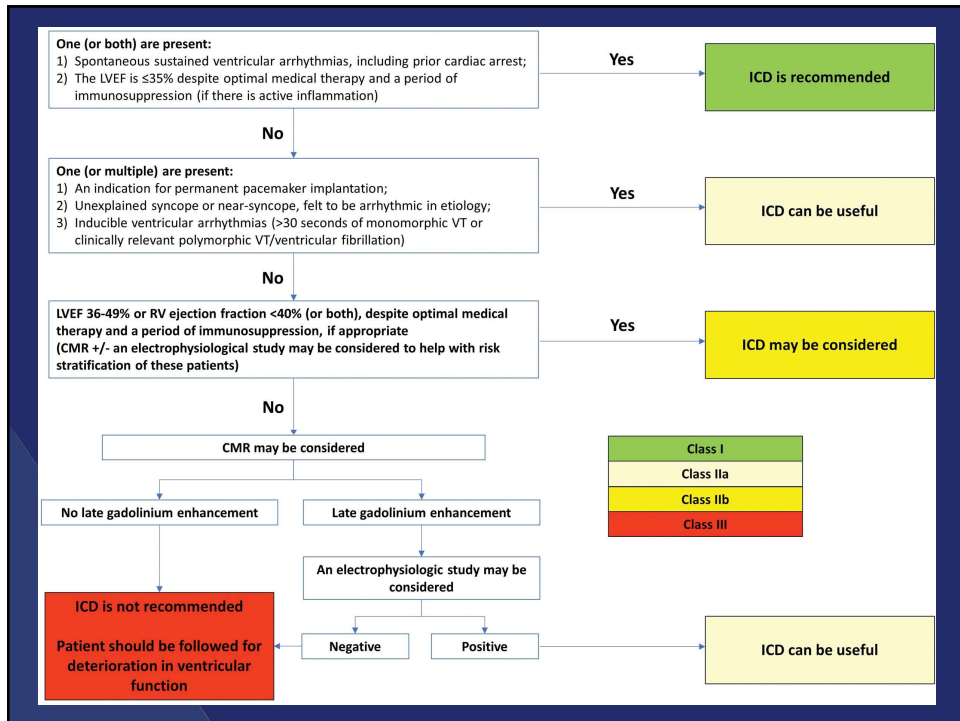 One (or both) are present:
1) Spontaneous sustained ventricular arrhythmias, including prior cardiac arrest;
2) The LVEF is ≤35% despite optimal medical therapy and a period of
immunosuppression (if there is active inflammation)
Yes
ICD is recommended
No
One (or multiple) are present:
1) An indication for permanent pacemaker implantation;
2) Unexplained syncope or near-syncope, felt to be arrhythmic in etiology;
3) Inducible ventricular arrhythmias (>30 seconds of monomorphic VT or
clinically relevant polymorphic VT/ventricular fibrillation)
Yes
ICD can be useful
No
LVEF 36-49% or RV ejection fraction <40% (or both), despite optimal medical
therapy and a period of immunosuppression, if appropriate
(CMR +/- an electrophysiological study may be considered to help with risk
stratification of these patients)
Yes
ICD may be considered
No
CMR may be considered
Class I
Class IIa
Class IIb
Class III
No late gadolinium enhancement
Late gadolinium enhancement
An electrophysiologic study may be
considered
ICD is not recommended
Patient should be followed for
deterioration in ventricular
function
Negative
Positive
ICD can be useful